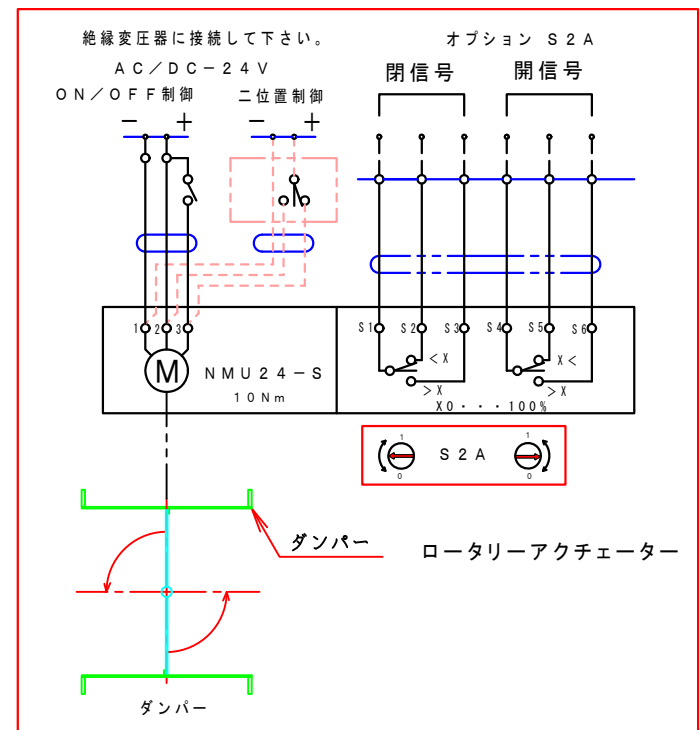 絶縁変圧器に接続して下さい。
オプション S2A
AC/DC-24V
閉信号
開信号
ON/OFF制御
二位置制御
- +
- +
1 2 3
S1 S2 S3 S4 S5 S6
M
NMU24-S
10Nm
<X
X<
>X
>X
X0・・・100%
1
0
S2A
1
0
ダンパー
ロータリーアクチェーター
ダンパー